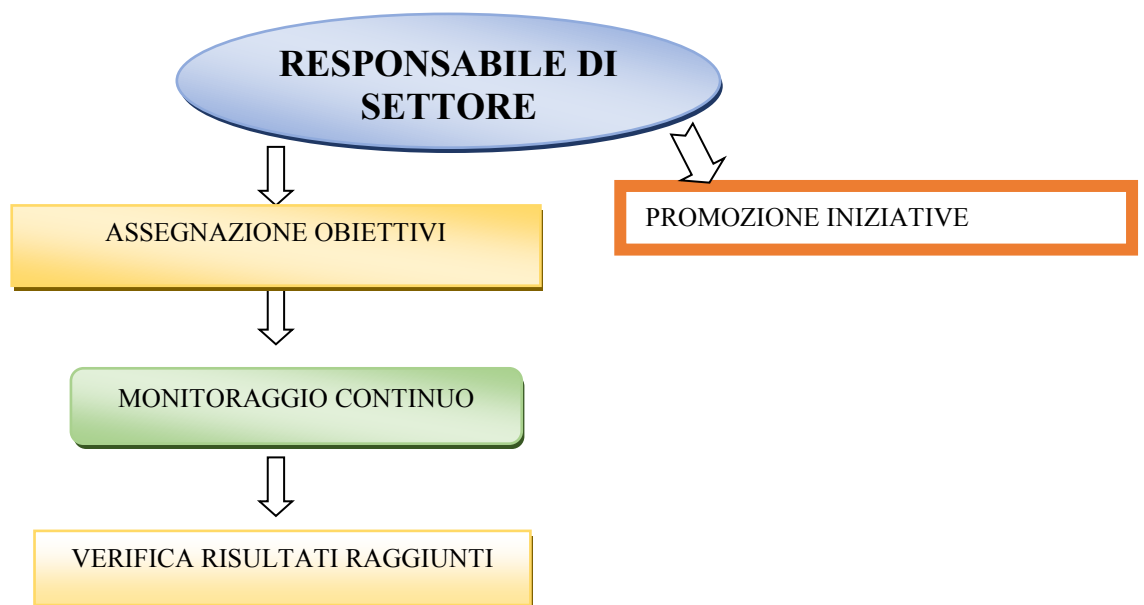 RESPONSABILE DI
SETTORE
ASSEGNAZIONE OBIETTIVI
PROMOZIONE INIZIATIVE
MONITORAGGIO CONTINUO
VERIFICA RISULTATI RAGGIUNTI